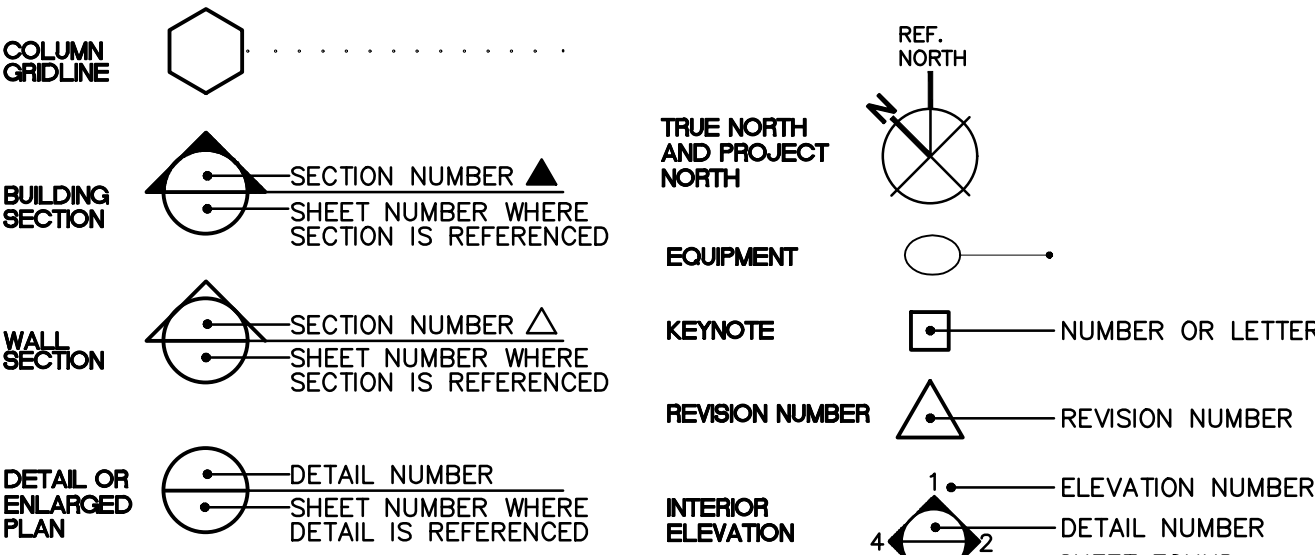 COLUMN
GRIDLINE
BUILDING
SECTION
SECTION NUMBER
SHEET NUMBER WHERE
SECTION IS REFERENCED
WALL
SECTION
SECTION NUMBER
SHEET NUMBER WHERE
SECTION IS REFERENCED
DETAIL OR
ENLARGED
PLAN
DETAIL NUMBER
SHEET NUMBER WHERE
DETAIL IS REFERENCED
REF.
NORTH
N
TRUE NORTH
AND PROJECT
NORTH
EQUIPMENT
KEYNOTE
NUMBER OR LETTER
REVISION NUMBER
REVISION NUMBER
INTERIOR
ELEVATION
1
ELEVATION NUMBER
DETAIL NUMBER
4
2